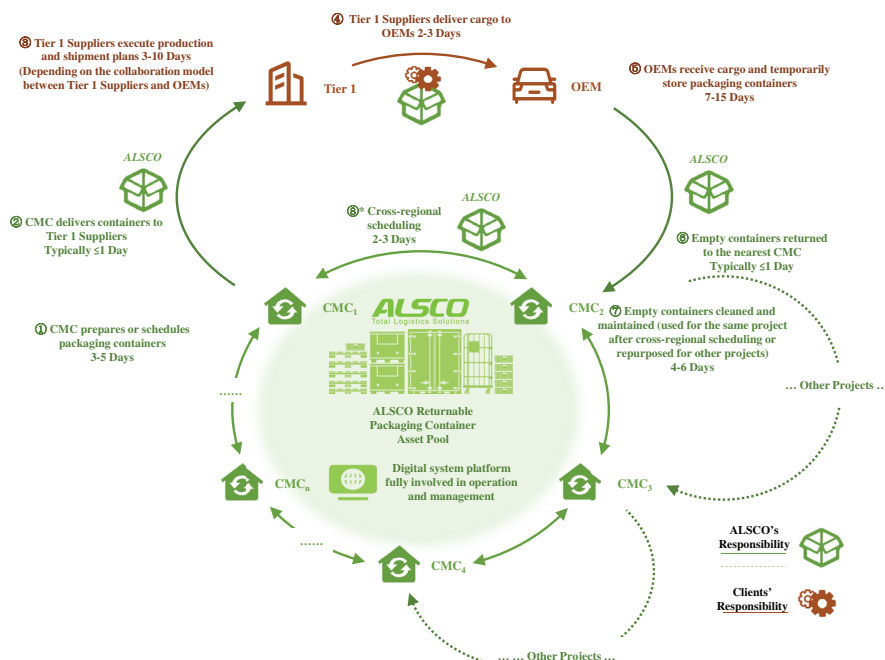 ④ Tier 1 Suppliers deliver cargo to
OEMs 2-3 Days
③ Tier 1 Suppliers execute production
and shipment plans 3-10 Days
(Depending on the collaboration model
between Tier 1 Suppliers and OEMs)
Tier 1
OEM
⑤ OEMs receive cargo and temporarily
store packaging containers
7-15 Days
ALSCO
ALSCO
② CMC delivers containers to
Tier 1 Suppliers
Typically ≤1 Day
⑧* Cross-regional
scheduling
2-3 Days
ALSCO
⑥ Empty containers returned
to the nearest CMC
Typically ≤1 Day
① CMC prepares or schedules
packaging containers
3-5 Days
CMC1
ALSCO
Total Logistics Solutions
CMC2
⑦ Empty containers cleaned and
maintained (used for the same project
after cross-regional scheduling or
repurposed for other projects)
4-6 Days
... Other Projects ...
......
ALSCO Returnable
Packaging Container
Asset Pool
CMCn
Digital system platform
fully involved in operation
and management
CMC3
......
CMC4
ALSCO's
Responsibility
Clients'
Responsibility
... ... Other Projects ...